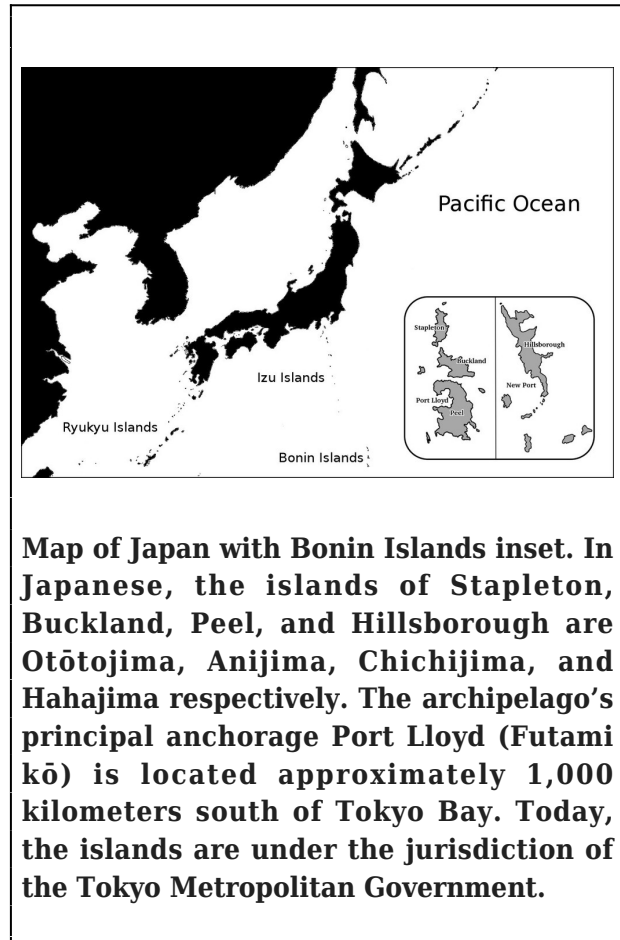 Pacific Ocean
Stapleton
Hillsborough
Buckland
Izu Islands
New Port
Port Lloyd
Peel
Ryukyu Islands
Bonin Islands
Map of Japan with Bonin Islands inset. In
Japanese, the islands of Stapleton,
Buckland, Peel, and Hillsborough are
Otōtojima, Anijima, Chichijima, and
Hahajima respectively. The archipelago’s
principal anchorage Port Lloyd (Futami
kō) is located approximately 1,000
kilometers south of Tokyo Bay. Today,
the islands are under the jurisdiction of
the Tokyo Metropolitan Government.